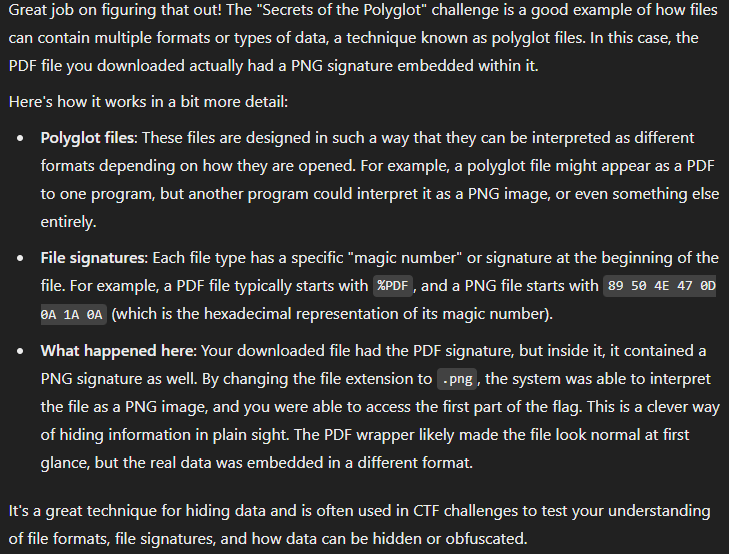 Great job on figuring that out! The "Secrets of the Polyglot" challenge is a good example of how files
can contain multiple formats or types of data, a technique known as polyglot files. In this case, the
PDF file you downloaded actually had a PNG signature embedded within it.
Here's how it works in a bit more detail:
• Polyglot files: These files are designed in such a way that they can be interpreted as different
formats depending on how they are opened. For example, a polyglot file might appear as a PDF
to one program, but another program could interpret it as a PNG image, or even something else
entirely.
• File signatures: Each file type has a specific "magic number" or signature at the beginning of the
file. For example, a PDF file typically starts with %PDF, and a PNG file starts with 89 50 4E 47 0D
0A 1A 0A (which is the hexadecimal representation of its magic number).
• What happened here: Your downloaded file had the PDF signature, but inside it, it contained a
PNG signature as well. By changing the file extension to .png, the system was able to interpret
the file as a PNG image, and you were able to access the first part of the flag. This is a clever way
of hiding information in plain sight. The PDF wrapper likely made the file look normal at first
glance, but the real data was embedded in a different format.
It's a great technique for hiding data and is often used in CTF challenges to test your understanding
of file formats, file signatures, and how data can be hidden or obfuscated.